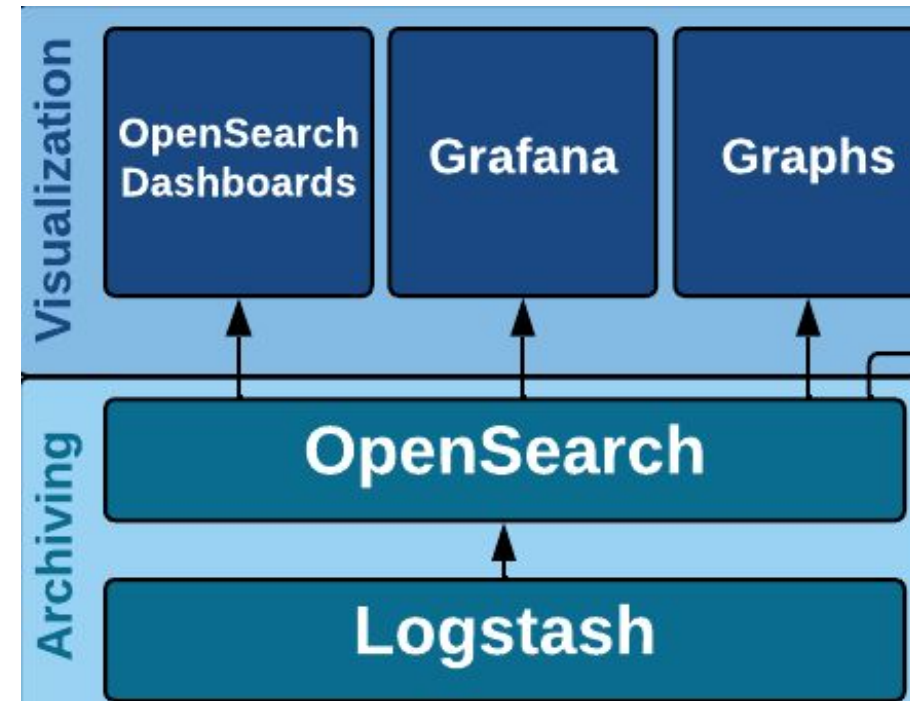 Visualization
OpenSearch
Dashboards
Grafana
Graphs
Archiving
OpenSearch
Logstash